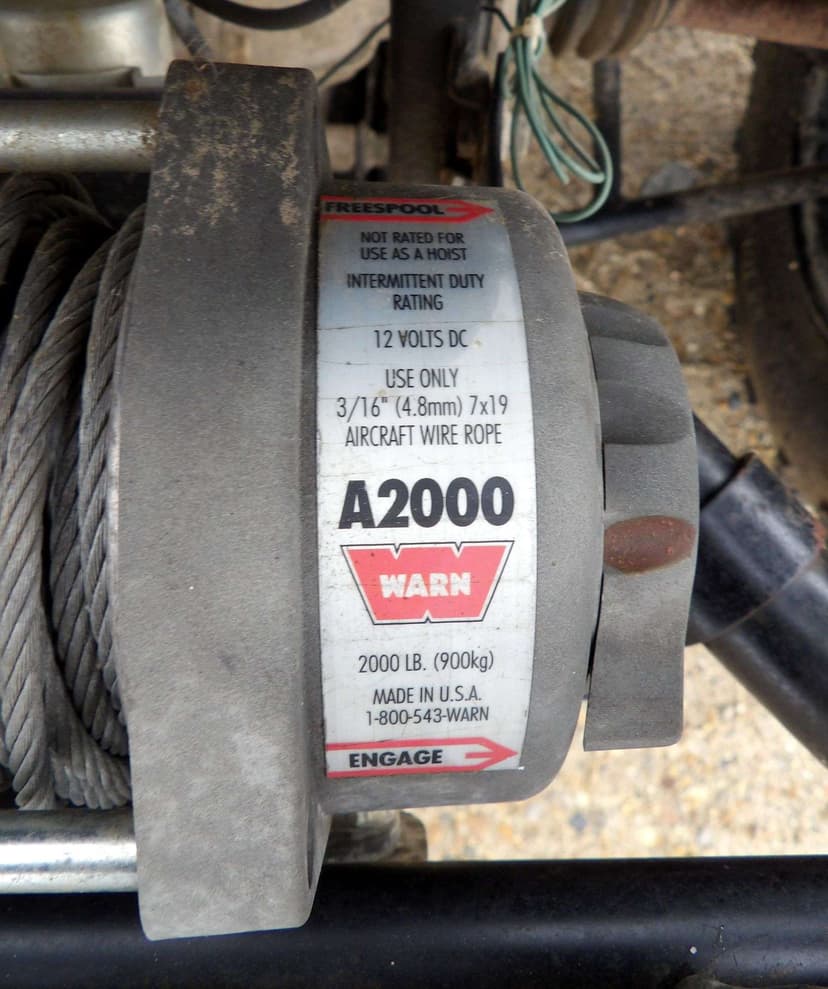 FREESPOOL
NOT RATED FOR
USE AS A HOIST
INTERMITTENT DUTY
RATING
12 VOLTS DC
USE ONLY
3/16" (4.8mm) 7x19
AIRCRAFT WIRE ROPE
A2000
WARN
2000 LB. (900kg)
MADE IN U.S.A.
1-800-543-WARN
ENGAGE